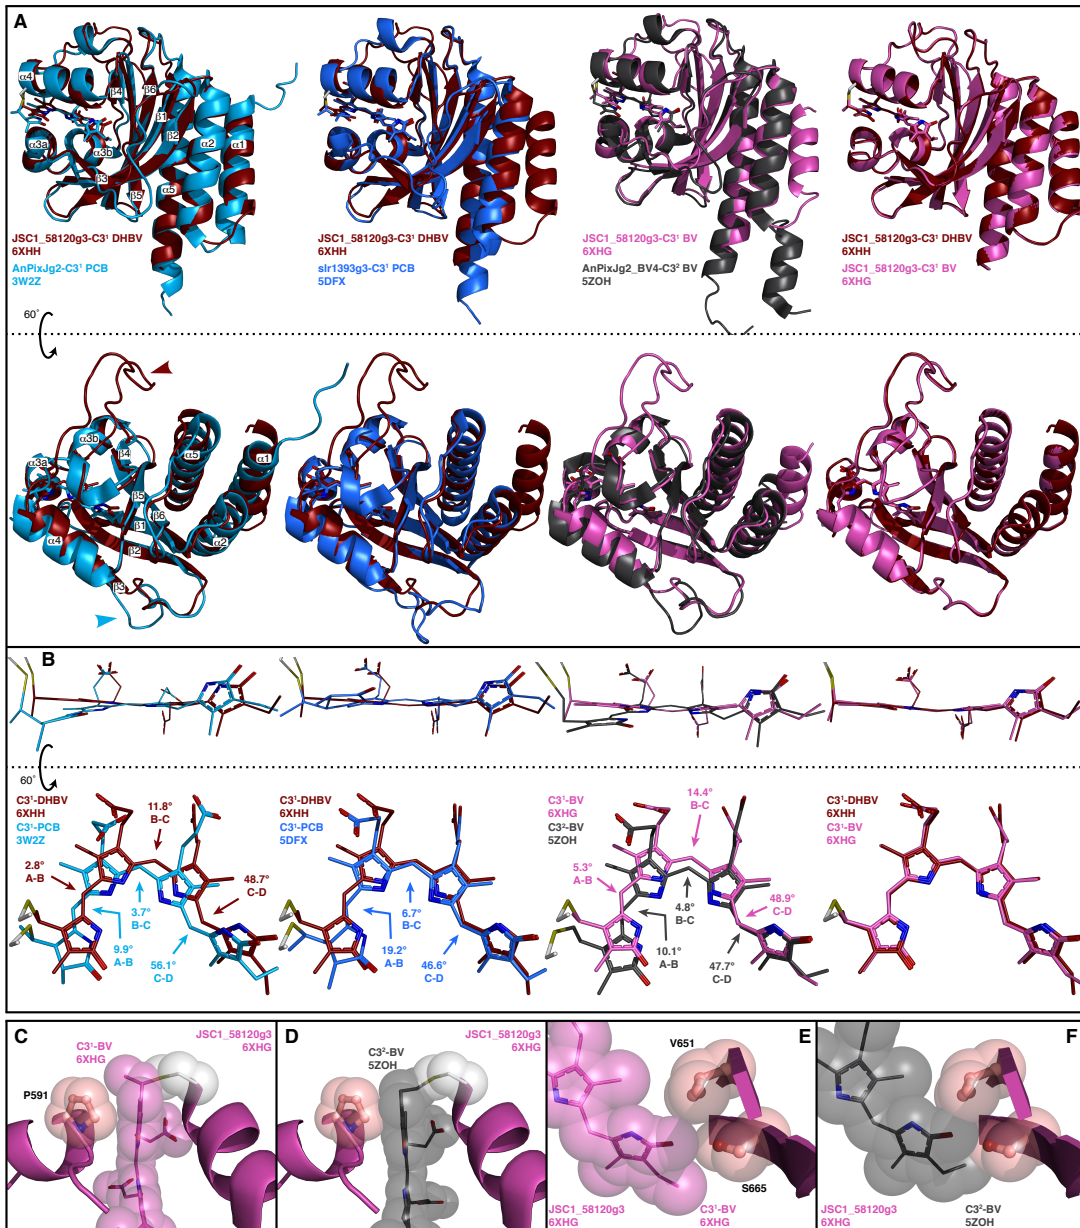 A
α4
β4
β6
β1
β2
α3a
α3b
α2
α1
β3
β5
α5
JSC1_58120g3-C3¹ DHBV
6XHH
AnPixJg2-C3¹ PCB
3W2Z
JSC1_58120g3-C3¹ DHBV
6XHH
slr1393g3-C3¹ PCB
5DFX
JSC1_58120g3-C3¹ BV
6XHG
AnPixJg2_BV4-C3² BV
5ZOH
JSC1_58120g3-C3¹ DHBV
6XHH
JSC1_58120g3-C3¹ BV
6XHG
60°
α3b
β4
α5
α1
α3a
β5
β1
β6
α4
β2
α2
β3
B
60°
C3¹-DHBV
6XHH
C3¹-PCB
3W2Z
11.8°
B-C
2.8°
A-B
48.7°
C-D
3.7°
B-C
9.9°
A-B
56.1°
C-D
C3¹-DHBV
6XHH
C3¹-PCB
5DFX
6.7°
B-C
19.2°
A-B
46.6°
C-D
C3¹-BV
6XHG
C3²-BV
5ZOH
14.4°
B-C
5.3°
A-B
4.8°
B-C
48.9°
C-D
10.1°
A-B
47.7°
C-D
C3¹-DHBV
6XHH
C3¹-BV
6XHG
C
JSC1_58120g3
6XHG
C3¹-BV
6XHG
P591
D
JSC1_58120g3
6XHG
C3²-BV
5ZOH
E
V651
S665
JSC1_58120g3
6XHG
C3¹-BV
6XHG
F
JSC1_58120g3
6XHG
C3²-BV
5ZOH